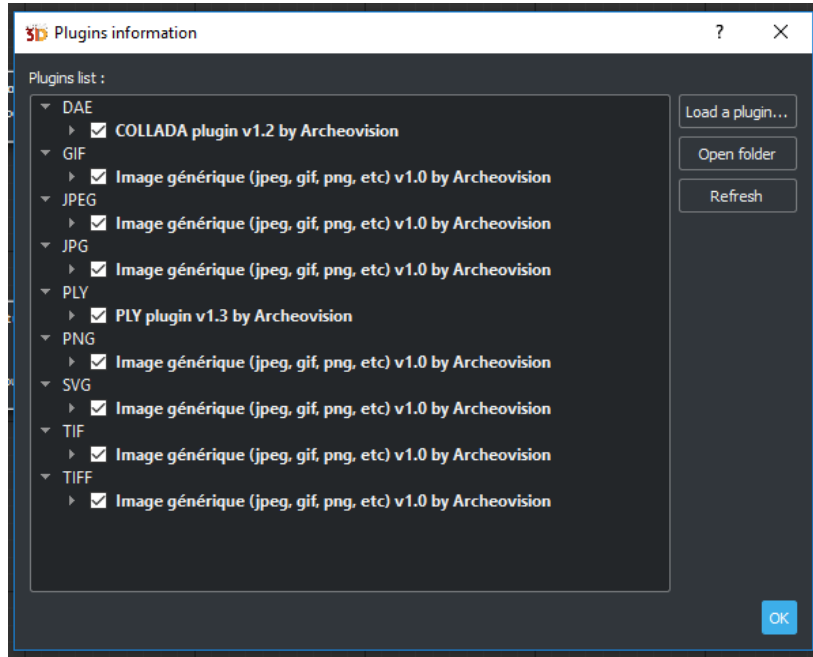 3D Plugins information ?
Plugins list :
DAE
COLLADA plugin v1.2 by Archeovision
GIF
Image générique (jpeg, gif, png, etc) v1.0 by Archeovision
JPEG
Image générique (jpeg, gif, png, etc) v1.0 by Archeovision
JPG
Image générique (jpeg, gif, png, etc) v1.0 by Archeovision
PLY
PLY plugin v1.3 by Archeovision
PNG
Image générique (jpeg, gif, png, etc) v1.0 by Archeovision
SVG
Image générique (jpeg, gif, png, etc) v1.0 by Archeovision
TIF
Image générique (jpeg, gif, png, etc) v1.0 by Archeovision
TIFF
Image générique (jpeg, gif, png, etc) v1.0 by Archeovision
Load a plugin...
Open folder
Refresh
OK